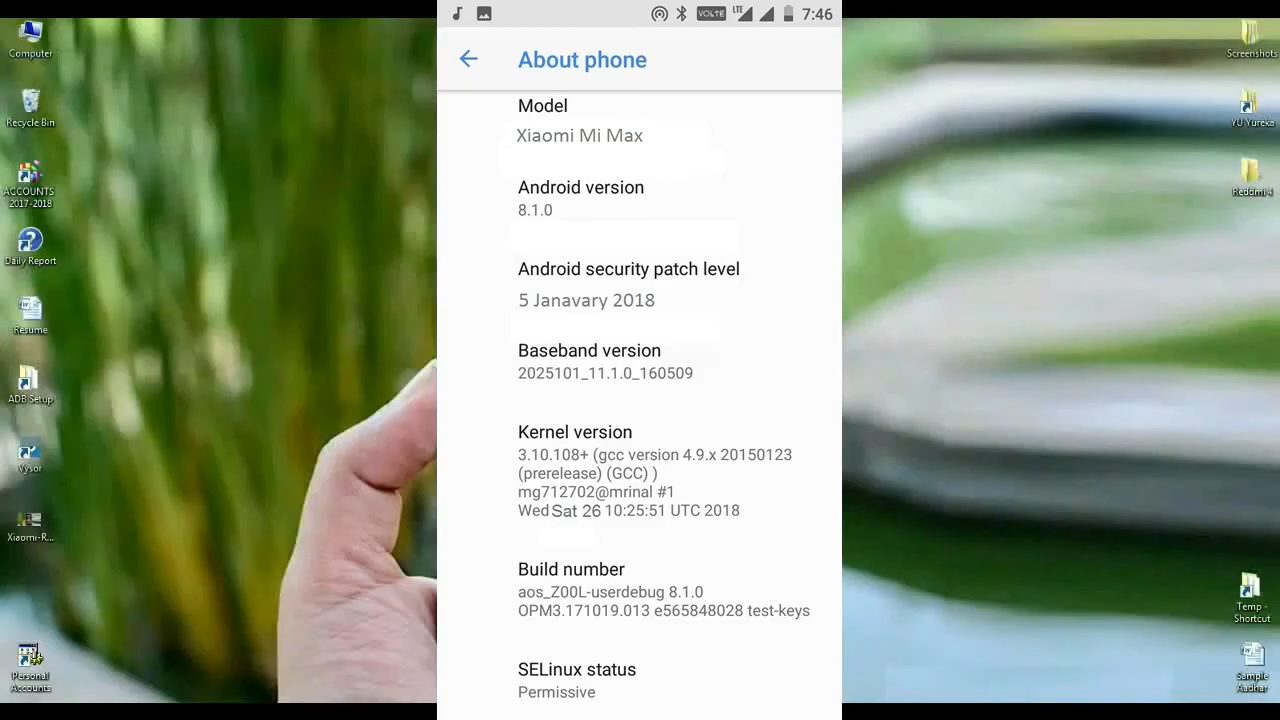 VOLTE
LTE
7:46
About phone
Model
Xiaomi Mi Max
Android version
8.1.0
Android security patch level
5 Janavary 2018
Baseband version
2025101_11.1.0_160509
Kernel version
3.10.108+ (gcc version 4.9.x 20150123
(prerelease) (GCC) )
mg712702@mrinal #1
Wed Sat 26 10:25:51 UTC 2018
Build number
aos_Z00L-userdebug 8.1.0
OPM3.171019.013 e565848028 test-keys
SELinux status
Permissive
Computer
Recycle Bin
ACCOUNTS
2017-2018
Daily Report
Resume
ADB Setup
Vysor
Xiaomi-R...
Personal
Accounts
Screenshots
YU Yureka
Redomi 4
Temp -
Shortcut
Sample
Aadhar